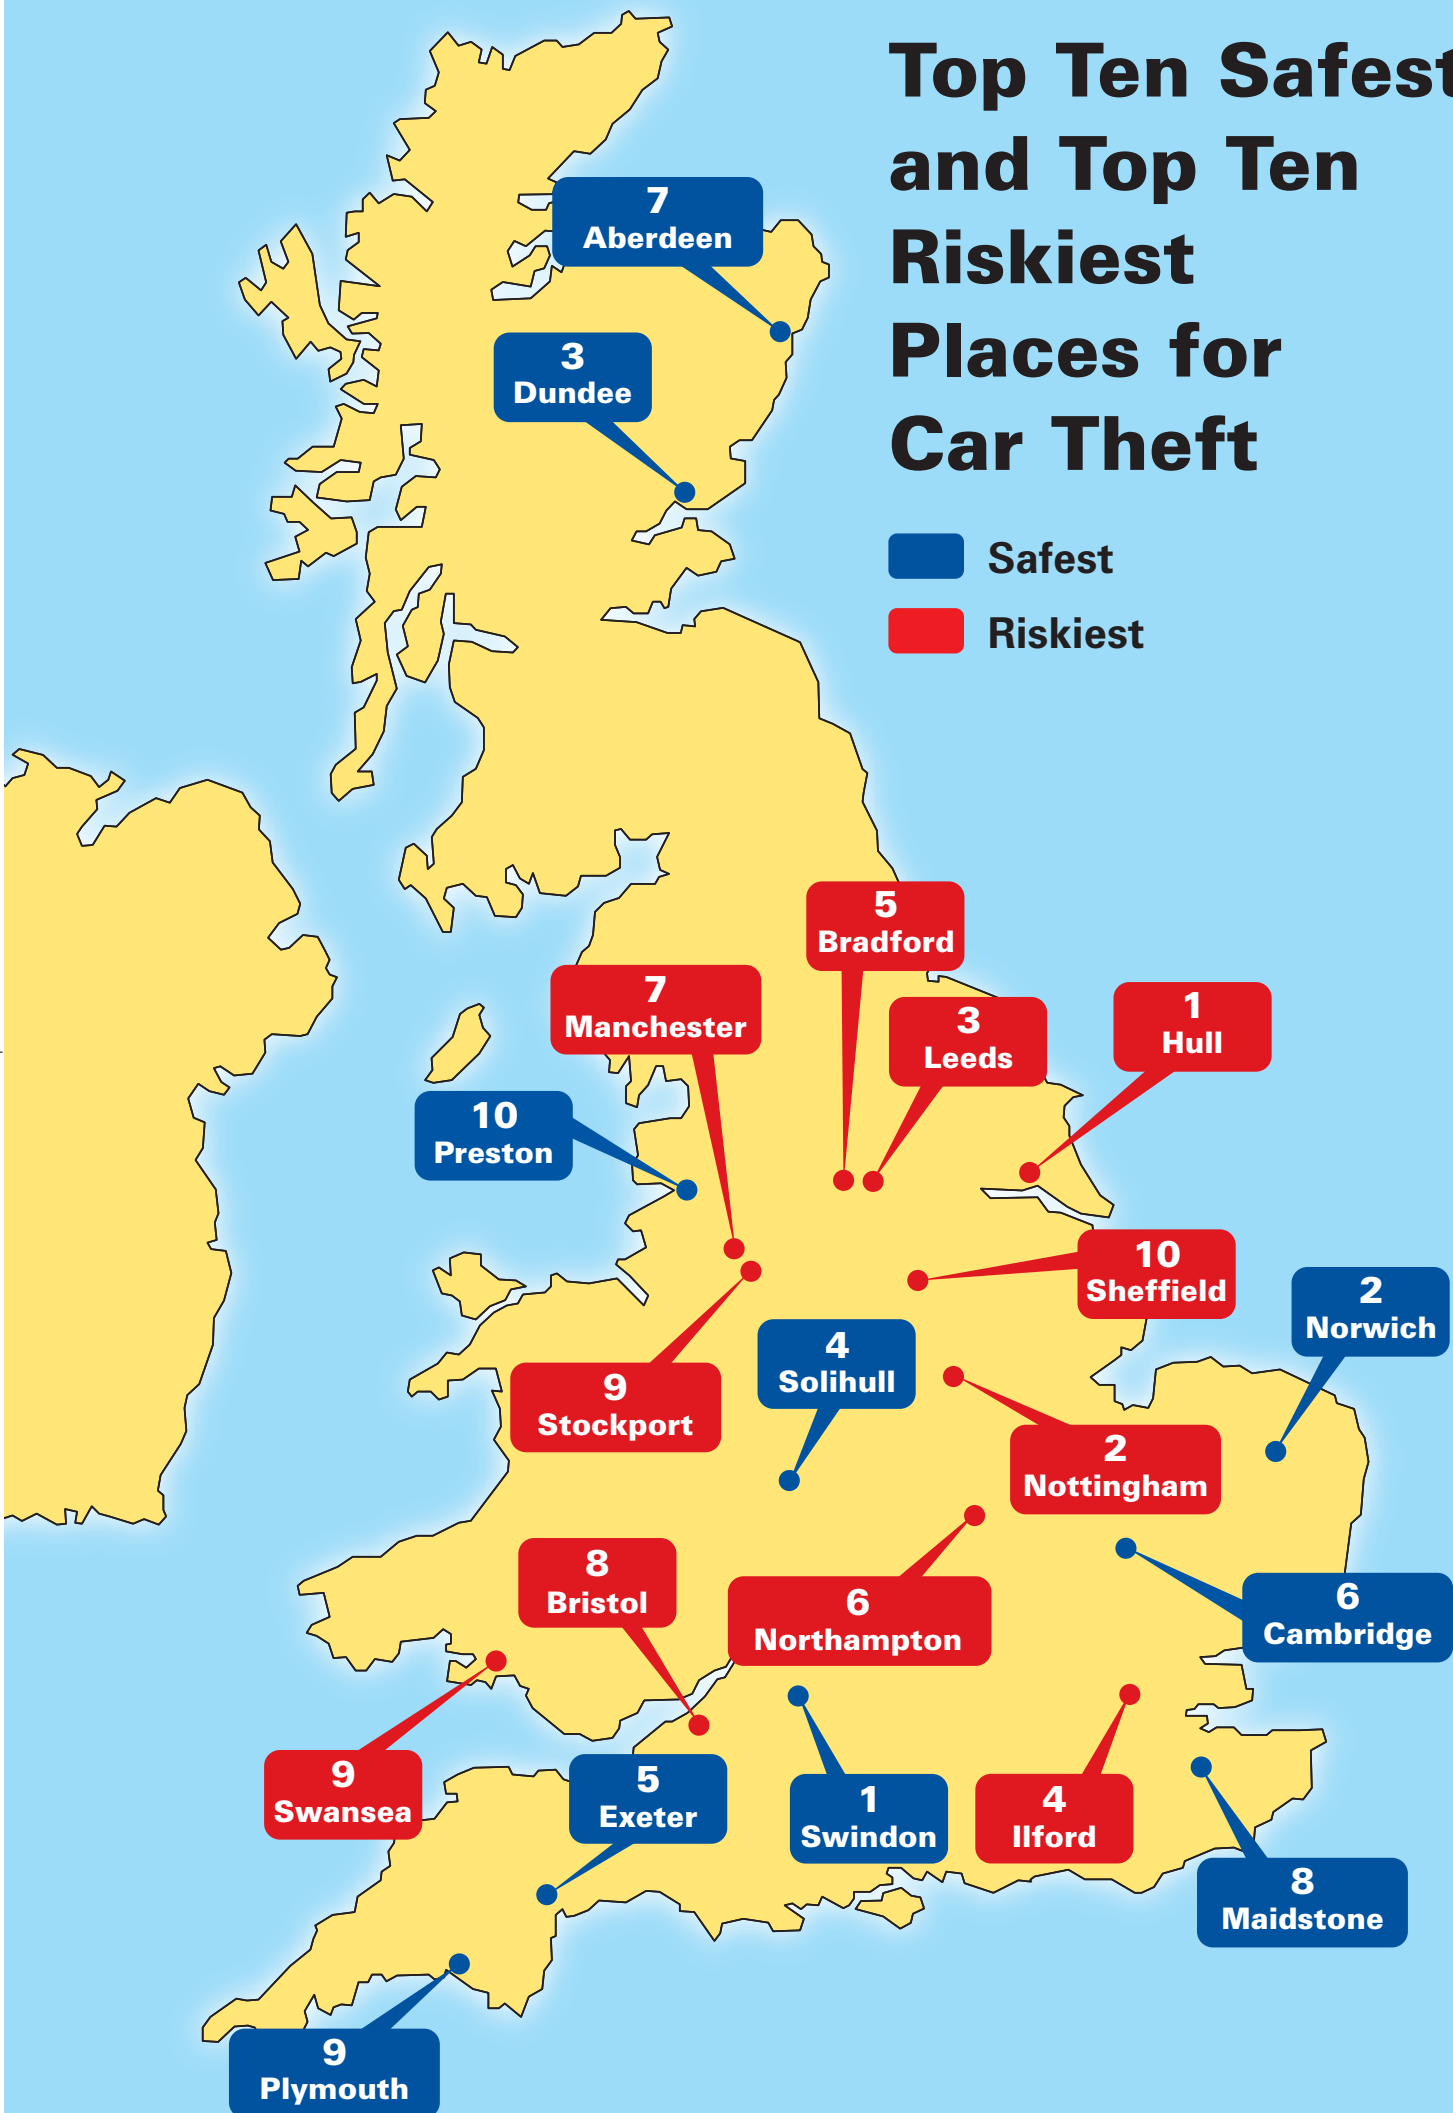 Top Ten Safest
and Top Ten
Riskiest
Places for
Car Theft
Safest
Riskiest
7
Aberdeen
3
Dundee
5
Bradford
7
Manchester
3
Leeds
1
Hull
10
Preston
10
Sheffield
2
Norwich
4
Solihull
9
Stockport
2
Nottingham
8
Bristol
6
Northampton
6
Cambridge
9
Swansea
5
Exeter
1
Swindon
4
Ilford
8
Maidstone
9
Plymouth